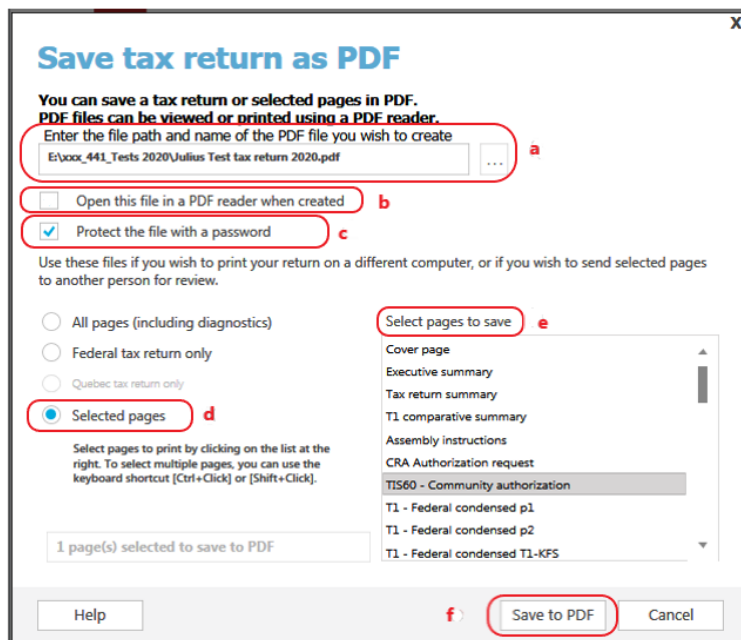 X
Save tax return as PDF
You can save a tax return or selected pages in PDF.
PDF files can be viewed or printed using a PDF reader.
Enter the file path and name of the PDF file you wish to create
E:\xxx_441_Tests 2020\Julius Test tax return 2020.pdf
...
a
Open this file in a PDF reader when created
b
Protect the file with a password
c
Use these files if you wish to print your return on a different computer, or if you wish to send selected pages
to another person for review.
All pages (including diagnostics)
Federal tax return only
Quebec tax return only
Selected pages
d
Select pages to print by clicking on the list at the
right. To select multiple pages, you can use the
keyboard shortcut [Ctrl+Click] or [Shift+Click].
1 page(s) selected to save to PDF
Select pages to save
e
Cover page
Executive summary
Tax return summary
T1 comparative summary
Assembly instructions
CRA Authorization request
TIS60 - Community authorization
T1 - Federal condensed p1
T1 - Federal condensed p2
T1 - Federal condensed T1-KFS
Help
f
Save to PDF
Cancel